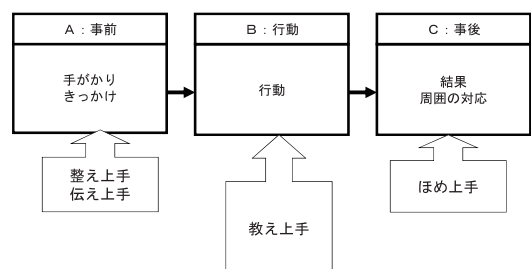 A：事前
手がかり
きっかけ
B：行動
行動
C：事後
結果
周囲の対応
整え上手
伝え上手
教え上手
ほめ上手